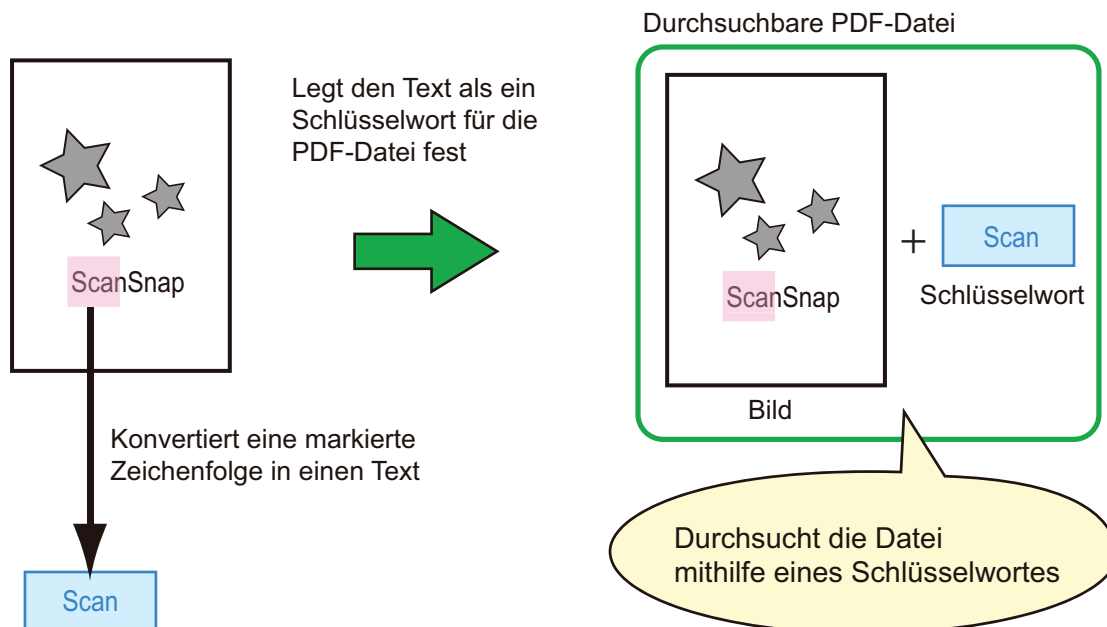 Durchsuchbare PDF-Datei
Legt den Text als ein
Schlüsselwort für die
PDF-Datei fest
ScanSnap
ScanSnap
+
Scan
Schlüsselwort
Bild
Konvertiert eine markierte
Zeichenfolge in einen Text
Scan
Durchsucht die Datei
mithilfe eines Schlüsselwortes